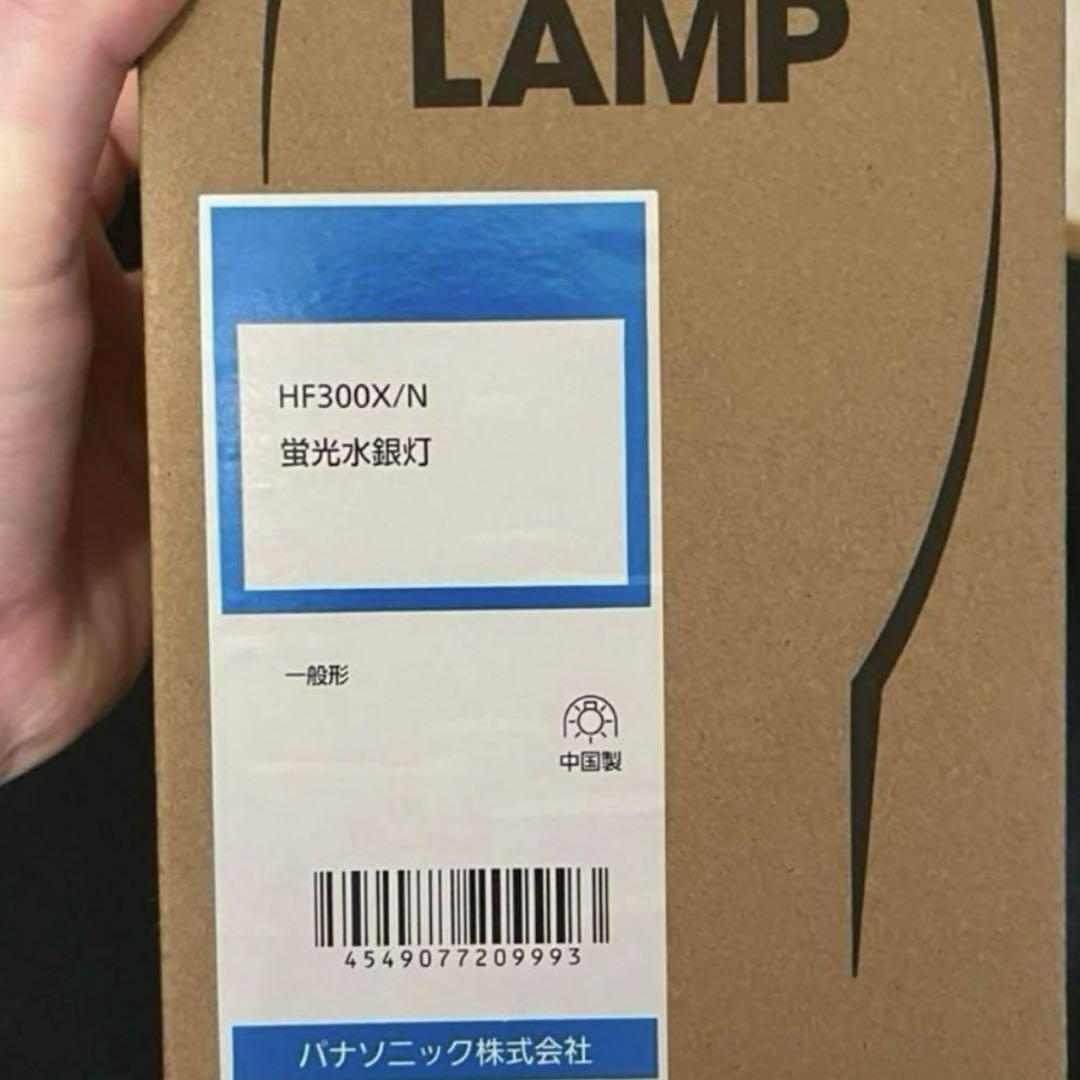 LAMP
HF300X/N
蛍光水銀灯
一般形
中国製
4549077209993
パナソニック株式会社